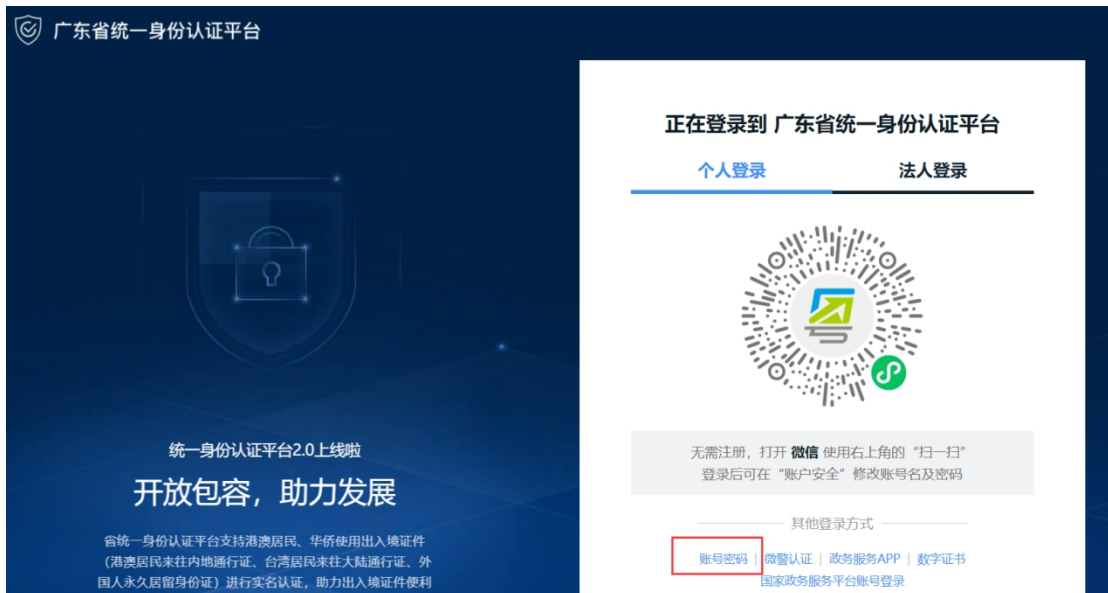 广东省统一身份认证平台
正在登录到 广东省统一身份认证平台
个人登录 法人登录
无需注册，打开 微信 使用右上角的“扫一扫”
登录后可在“账户安全”修改账号名及密码
其他登录方式
账号密码 | 微警认证 | 政务服务APP | 数字证书
国家政务服务平台账号登录
统一身份认证平台2.0上线啦
开放包容，助力发展
省统一身份认证平台支持港澳居民、华侨使用出入境证件
(港澳居民来往内地通行证、台湾居民来往大陆通行证、外
国人永久居留身份证）进行实名认证，助力出入境证件便利